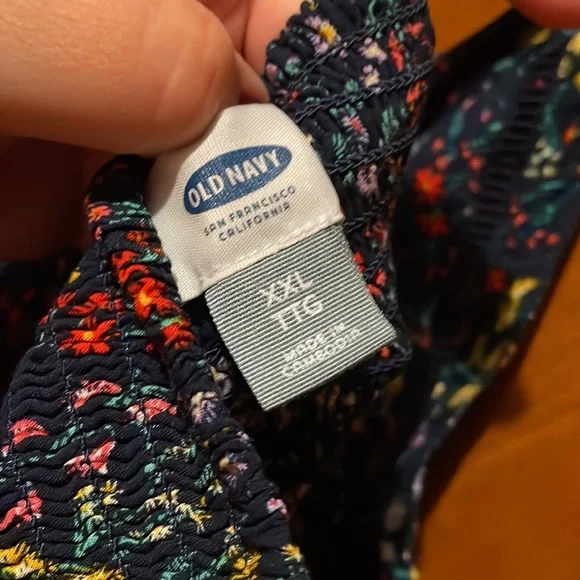 OLD NAVY
SAN FRANCISCO
CALIFORNIA
XXL
TTG
MADE IN
CAMBODIA